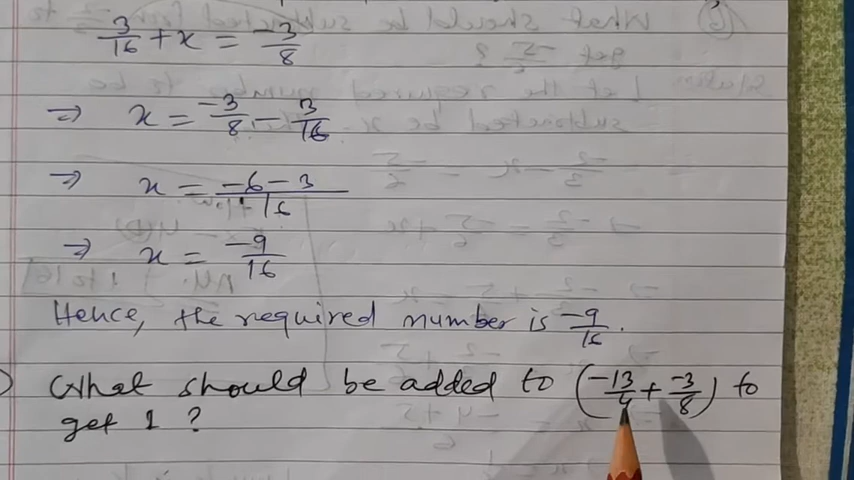 3/16 + x = -3/8
⇒ x = -3/8 - 3/16
⇒ x = -6-3/16
⇒ x = -9/16
Hence, the required number is -9/16.
) What should be added to (-13/4 + -3/8) to
get 1 ?